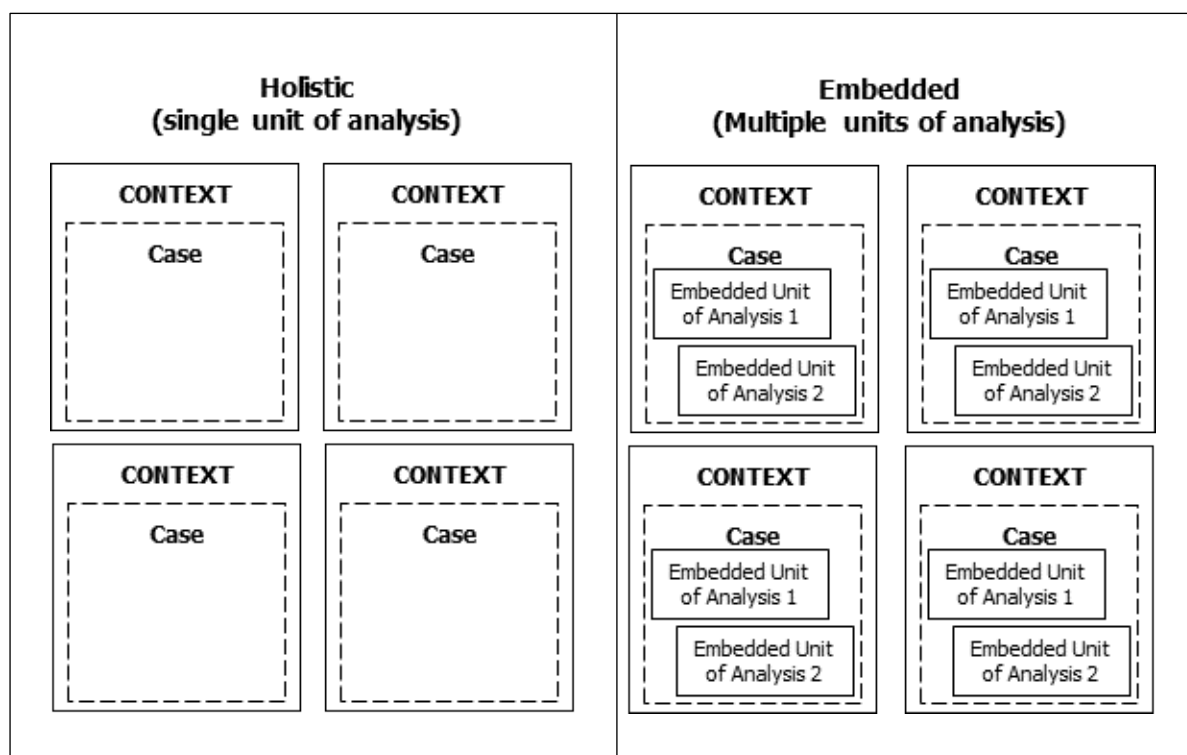 Holistic
(single unit of analysis)
CONTEXT
Case
CONTEXT
Case
CONTEXT
Case
CONTEXT
Case
Embedded
(Multiple units of analysis)
CONTEXT
Case
Embedded Unit
of Analysis 1
Embedded Unit
of Analysis 2
CONTEXT
Case
Embedded Unit
of Analysis 1
Embedded Unit
of Analysis 2
CONTEXT
Case
Embedded Unit
of Analysis 1
Embedded Unit
of Analysis 2
CONTEXT
Case
Embedded Unit
of Analysis 1
Embedded Unit
of Analysis 2